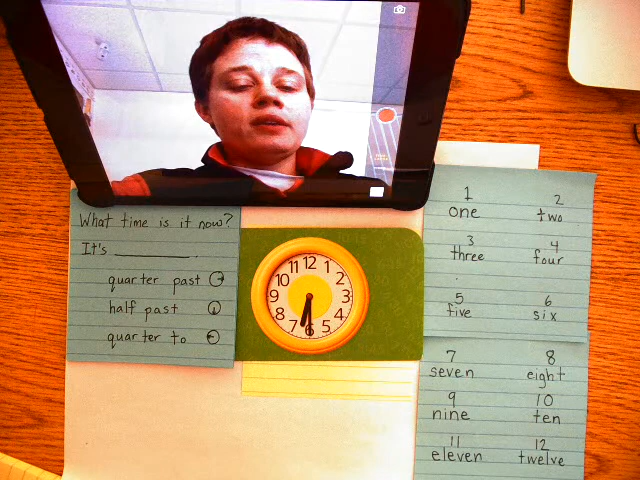 What time is it now?
It's ________.
quarter past
half past
quarter to
12
1
2
3
4
5
6
7
8
9
10
11
1 2
one two
3 4
three four
5 6
five six
7 8
seven eight
9 10
nine ten
11 12
eleven twelve